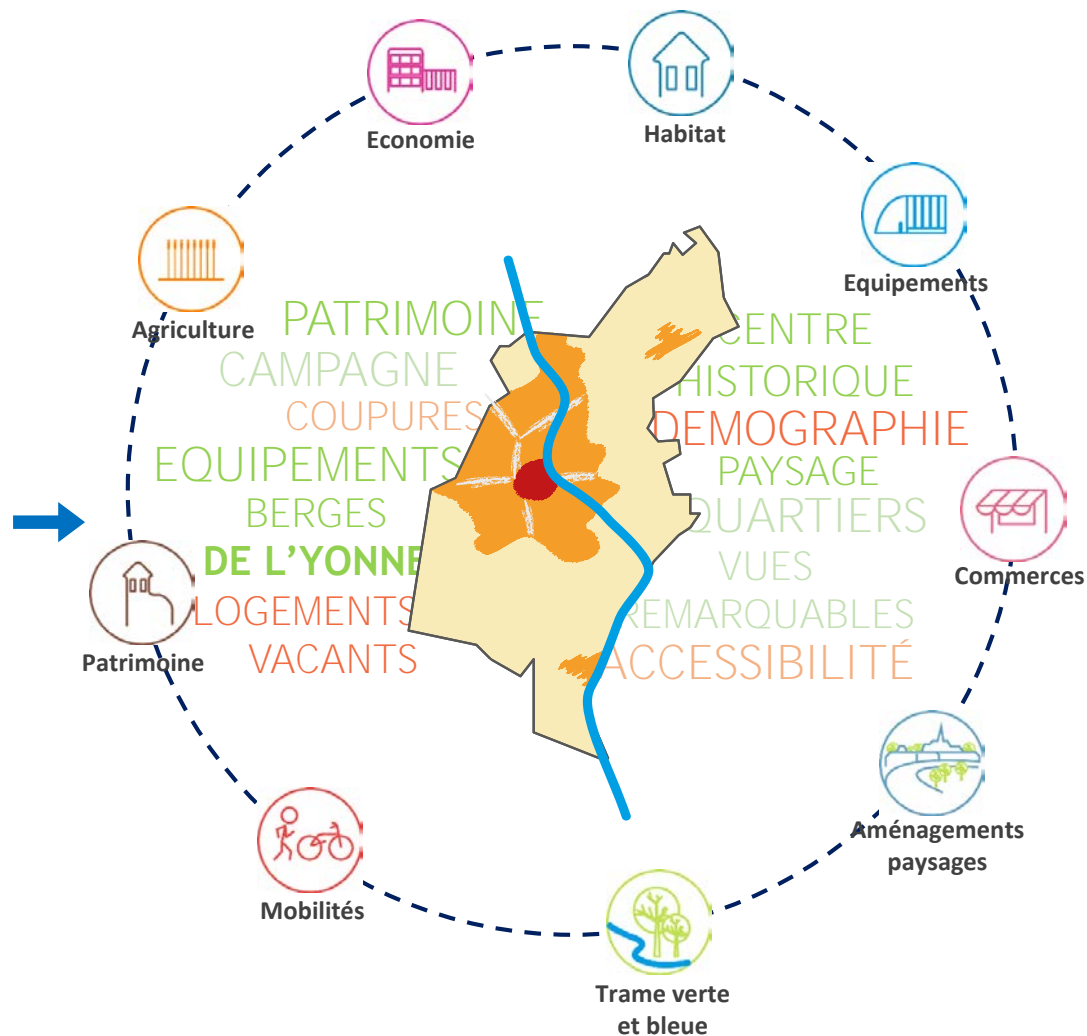 Economie
Habitat
Equipements
Agriculture
PATRIMOINE
CAMPAGNE
COUPURES
EQUIPEMENTS
BERGES
DE L'YONNE
LOGEMENTS
VACANTS
CENTRE
HISTORIQUE
DEMOGRAPHIE
PAYSAGE
QUARTIERS
VUES
REMARQUABLES
ACCESSIBILITÉ
Commerces
Patrimoine
Aménagements
paysages
Mobilités
Trame verte
et bleue